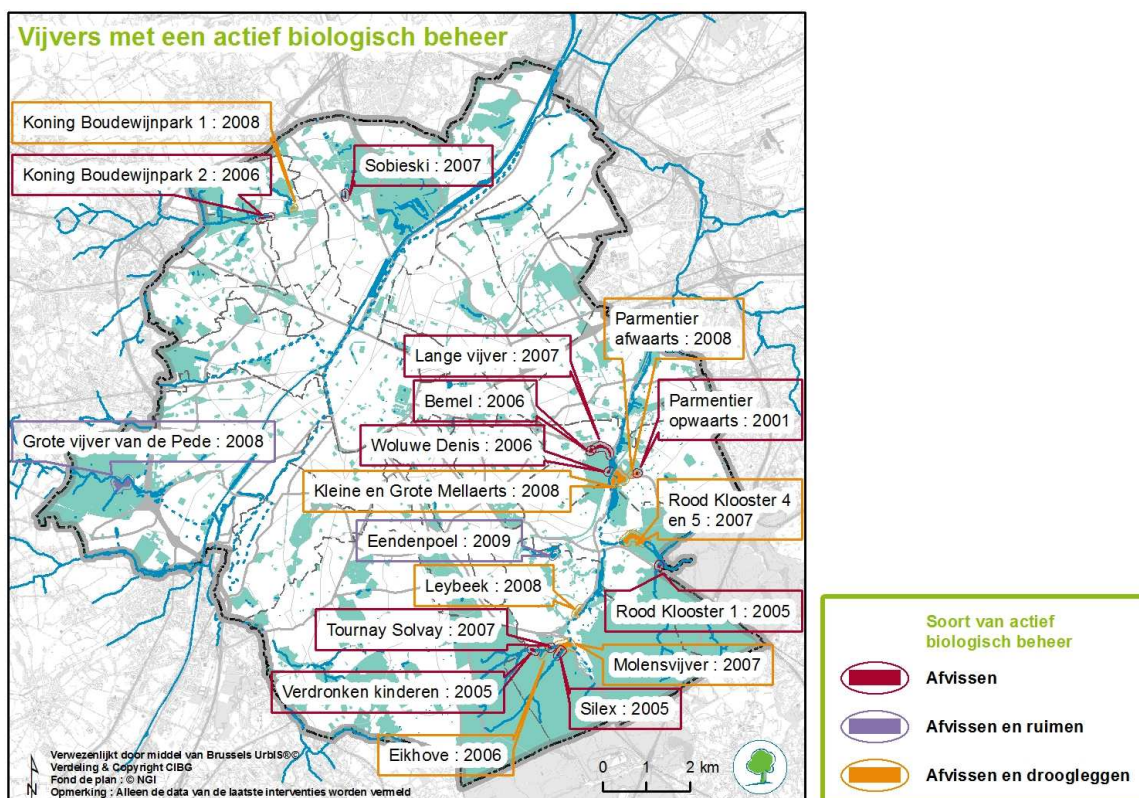 Vijvers met een actief biologisch beheer
Koning Boudewijnpark 1 : 2008
Koning Boudewijnpark 2 : 2006
Sobieski : 2007
Parmentier
afwaarts : 2008
Lange vijver : 2007
Bemel : 2006
Parmentier
opwaarts : 2001
Woluwe Denis : 2006
Grote vijver van de Pede : 2008
Kleine en Grote Mellaerts : 2008
Rood Klooster 4
en 5 : 2007
Eendenpoel : 2009
Leybeek : 2008
Rood Klooster 1 : 2005
Tournay Solvay : 2007
Molensvijver : 2007
Verdronken kinderen : 2005
Silex : 2005
Eikhove : 2006
N
Verwezenlijkt door middel van Brussels UrbIS®©
Verdeling & Copyright CIBG
Fond de plan : © NGI
Opmerking : Alleen de data van de laatste interventies worden vermeld
0 1 2 km
Soort van actief
biologisch beheer
Afvissen
Afvissen en ruimen
Afvissen en droogleggen